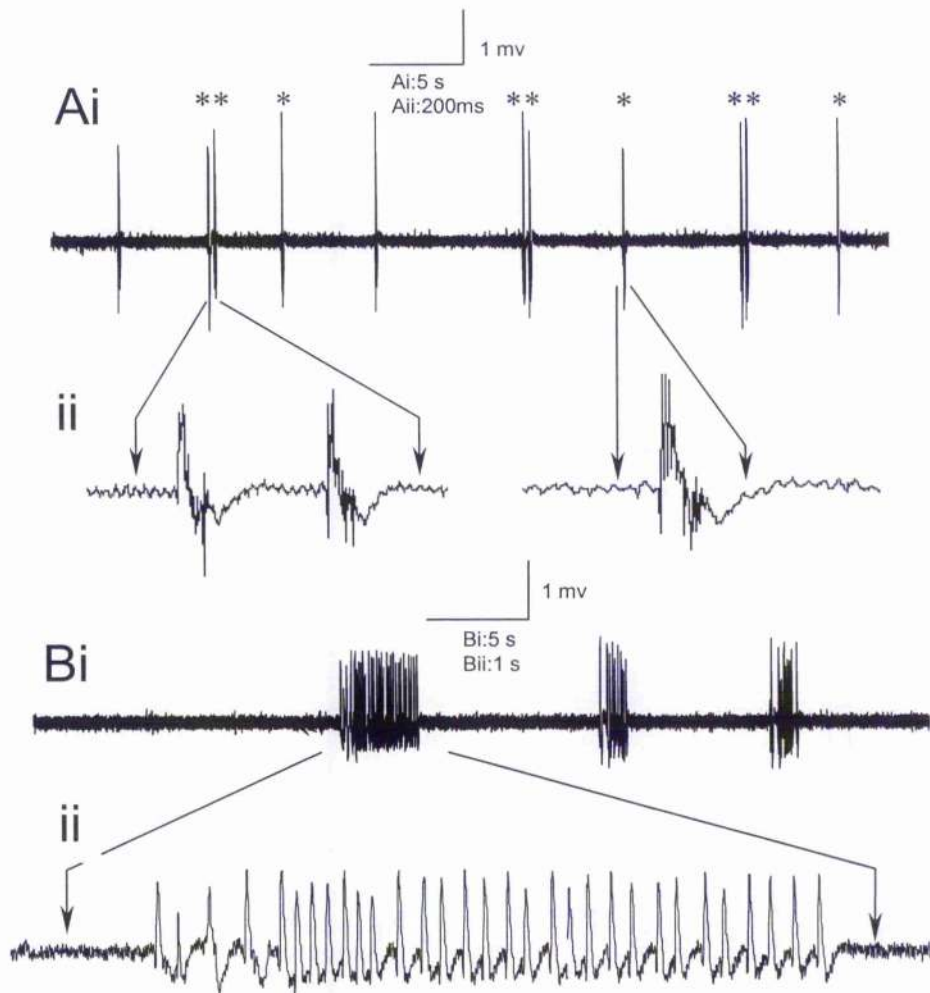 1 mv
Ai:5 s
Aii:200ms
Ai
** * ** * ** *
ii
1 mv
Bi:5 s
Bii:1 s
Bi
ii